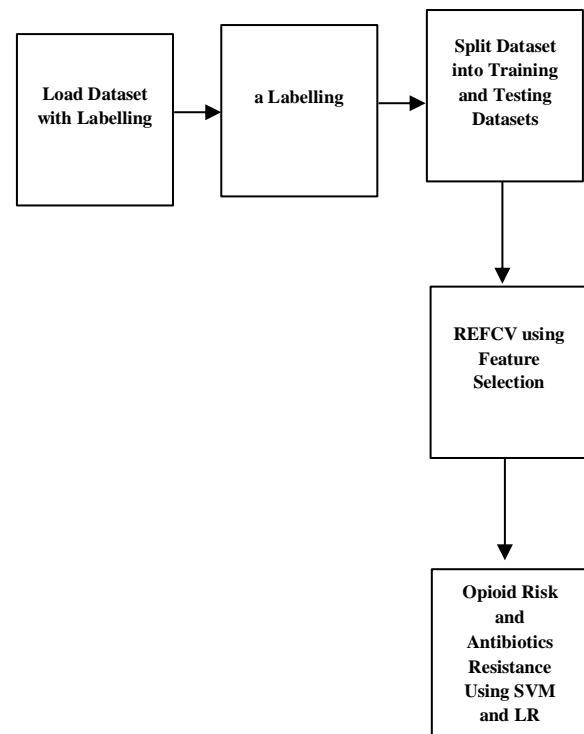 Load Dataset
with Labelling
a Labelling
Split Dataset
into Training
and Testing
Datasets
REFCV using
Feature
Selection
Opioid Risk
and
Antibiotics
Resistance
Using SVM
and LR